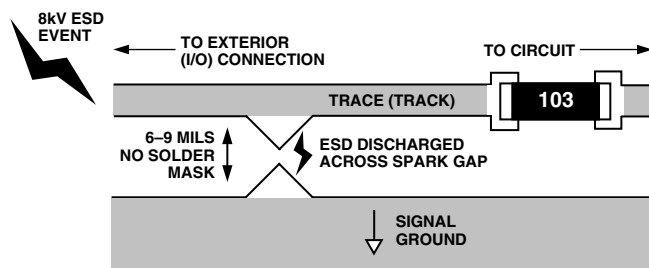 8kV ESD
EVENT
TO EXTERIOR
(I/O) CONNECTION
TO CIRCUIT
TRACE (TRACK)
103
6–9 MILS
NO SOLDER
MASK
ESD DISCHARGED
ACROSS SPARK GAP
SIGNAL
GROUND